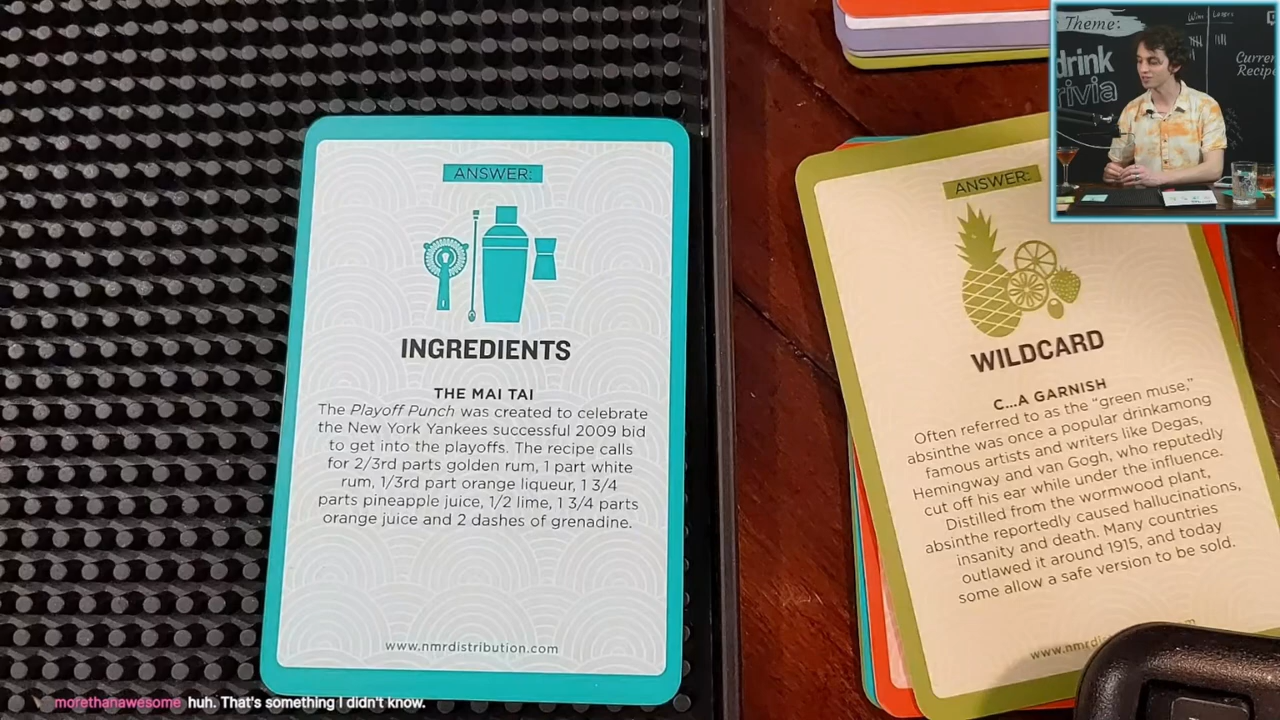 ANSWER:
INGREDIENTS
THE MAI TAI
The Playoff Punch was created to celebrate
the New York Yankees successful 2009 bid
to get into the playoffs. The recipe calls
for 2/3rd parts golden rum, 1 part white
rum, 1/3rd part orange liqueur, 1 3/4
parts pineapple juice, 1/2 lime, 1 3/4 parts
orange juice and 2 dashes of grenadine.
www.nmrdistribution.com
ANSWER:
WILDCARD
C...A GARNISH
Often referred to as the “green muse,”
absinthe was once a popular drinkamong
famous artists and writers like Degas,
Hemingway and van Gogh, who reputedly
cut off his ear while under the influence.
Distilled from the wormwood plant,
absinthe reportedly caused hallucinations,
insanity and death. Many countries
outlawed it around 1915, and today
some allow a safe version to be sold.
www.nmrdi
Theme:
drink
rivia
Wins Losses
Curren
Recipe
morethanawesome huh. That's something I didn't know.